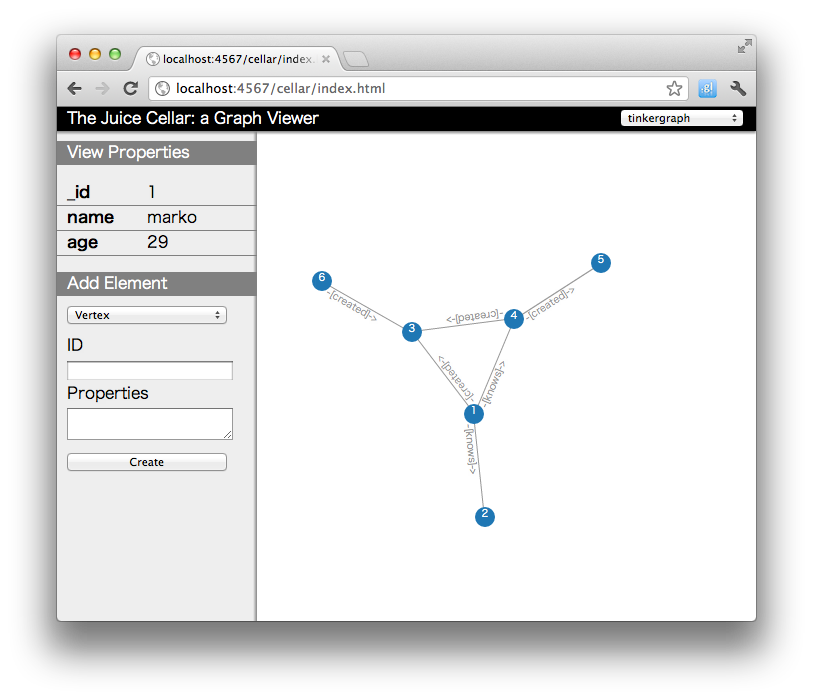 localhost:4567/cellar/index.
localhost:4567/cellar/index.html
.gl
The Juice Cellar: a Graph Viewer
tinkergraph
View Properties
_id 1
name marko
age 29
Add Element
Vertex
ID
Properties
Create
5
6
-[created]->
-[created]->
4
-[created]->
3
-[created]->
-[knows]->
1
-[knows]->
2